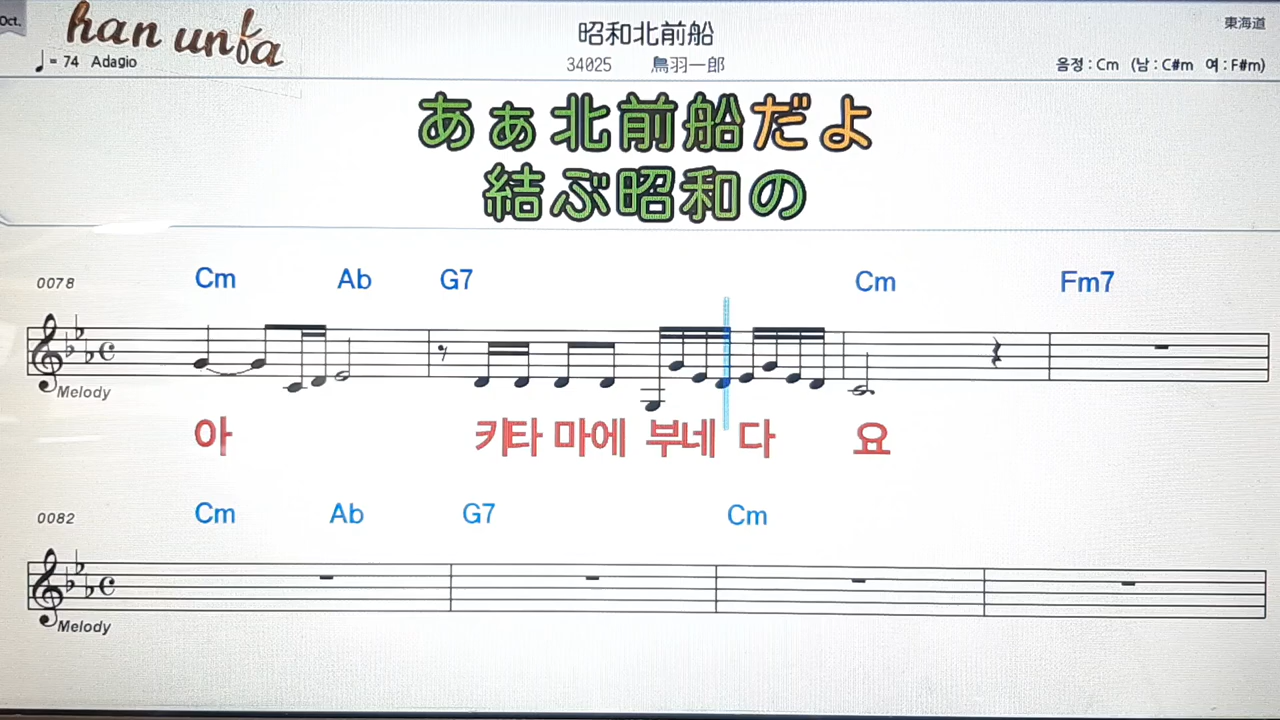 Oct.
han unfa
♩= 74 Adagio
昭和北前船
34025 鳥羽一郎
東海道
음정 : Cm (남 : C#m 여 : F#m)
あぁ北前船だよ
結ぶ昭和の
0078 Cm Ab G7 Cm Fm7
Melody
아 키타 마에 부네 다 요
0082 Cm Ab G7 Cm
Melody